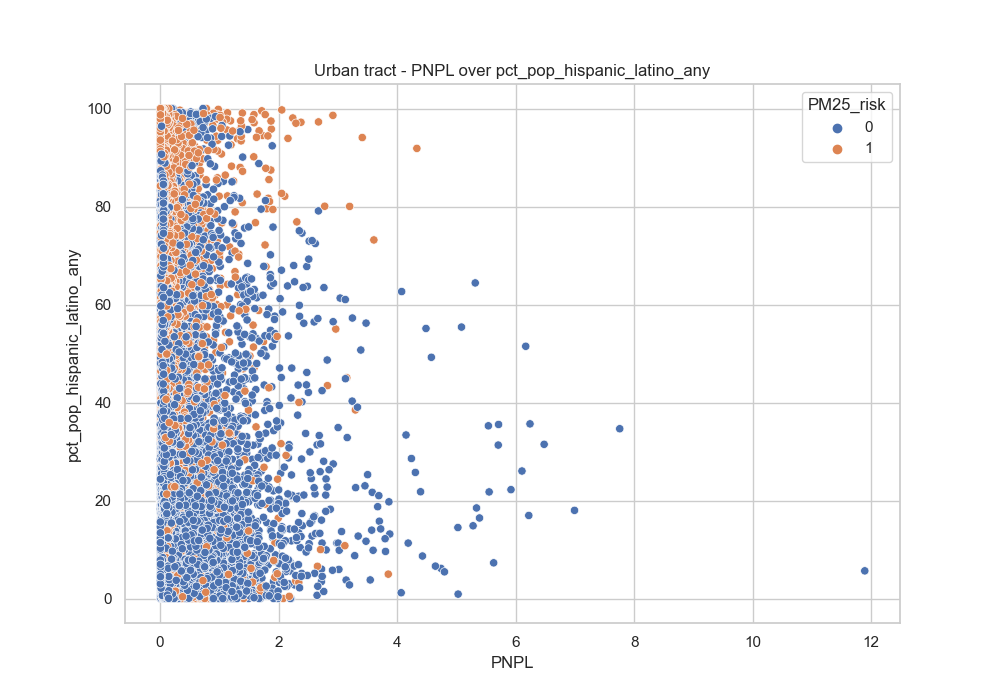 Urban tract - PNPL over pct_pop_hispanic_latino_any
PM25_risk
0
1
100
80
60
40
20
0
pct_pop_hispanic_latino_any
0 2 4 6 8 10 12
PNPL